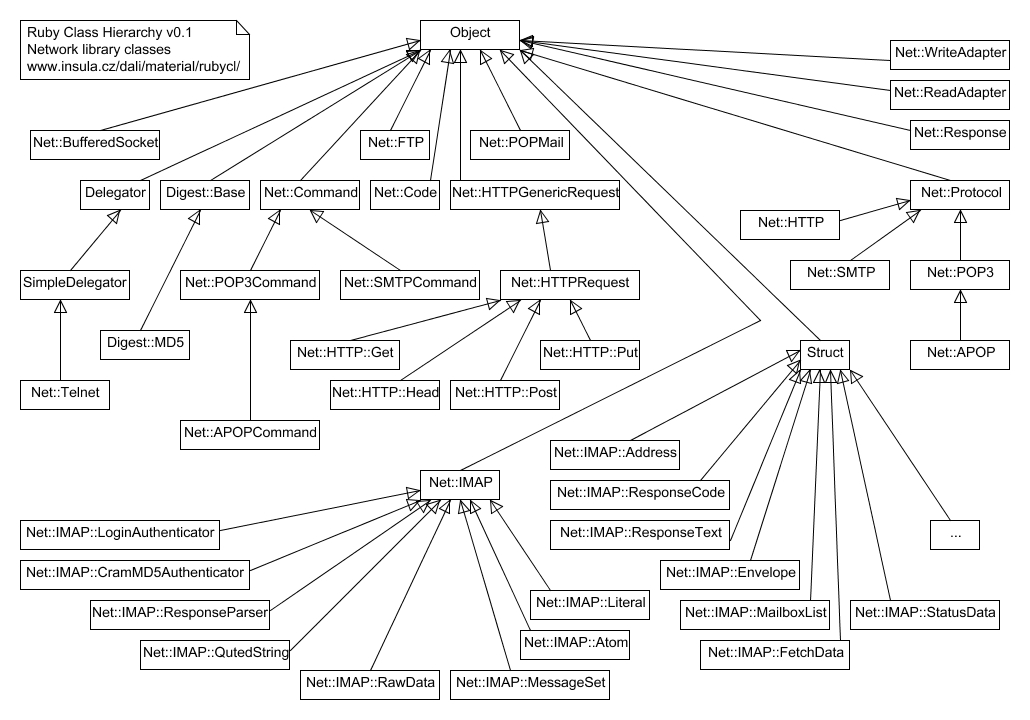 Ruby Class Hierarchy v0.1
Network library classes
www.insula.cz/dali/material/rubycl/
Object
Net::WriteAdapter
Net::ReadAdapter
Net::Response
Net::BufferedSocket
Net::FTP
Net::POPMail
Delegator
Digest::Base
Net::Command
Net::Code
Net::HTTPGenericRequest
Net::Protocol
Net::HTTP
SimpleDelegator
Net::POP3Command
Net::SMTPCommand
Net::HTTPRequest
Net::SMTP
Net::POP3
Digest::MD5
Net::HTTP::Get
Net::HTTP::Put
Struct
Net::APOP
Net::Telnet
Net::HTTP::Head
Net::HTTP::Post
Net::APOPCommand
Net::IMAP::Address
Net::IMAP
Net::IMAP::ResponseCode
Net::IMAP::LoginAuthenticator
Net::IMAP::ResponseText
...
Net::IMAP::CramMD5Authenticator
Net::IMAP::Envelope
Net::IMAP::ResponseParser
Net::IMAP::Literal
Net::IMAP::MailboxList
Net::IMAP::StatusData
Net::IMAP::QutedString
Net::IMAP::Atom
Net::IMAP::FetchData
Net::IMAP::RawData
Net::IMAP::MessageSet